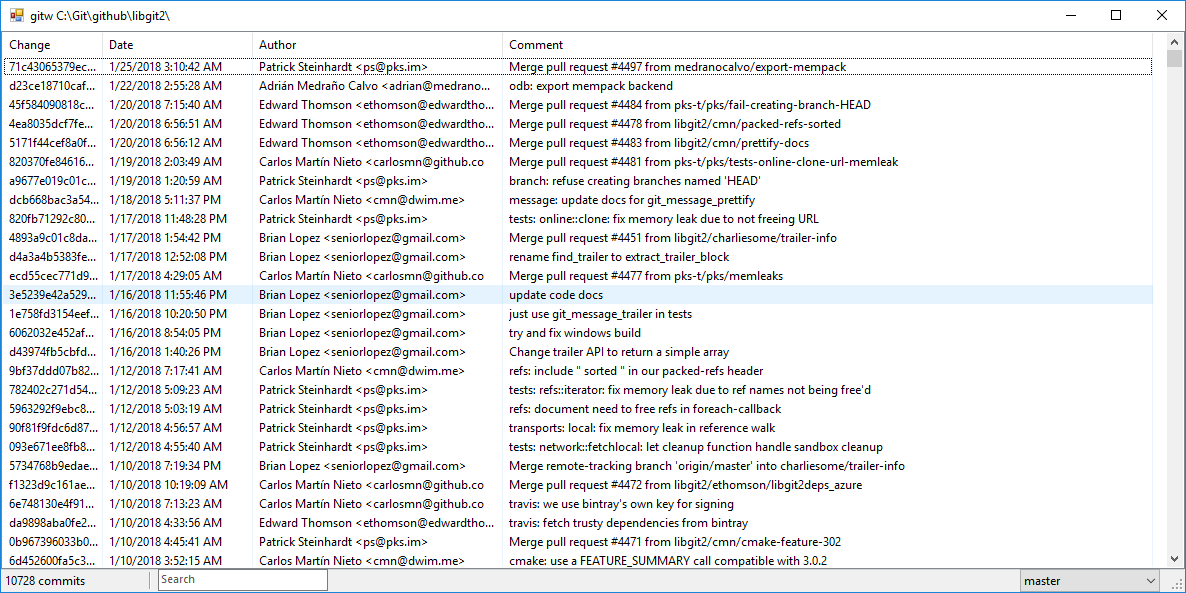 gitw C:\Git\github\libgit2\
Change Date Author Comment
71c43065379ec... 1/25/2018 3:10:42 AM Patrick Steinhardt <ps@pks.im> Merge pull request #4497 from medranocalvo/export-mempack
d23ce18710caf... 1/22/2018 2:55:28 AM Adrián Medraño Calvo <adrian@medrano... odb: export mempack backend
45f584090818c... 1/20/2018 7:15:40 AM Edward Thomson <ethomson@edwardtho... Merge pull request #4484 from pks-t/pks/fail-creating-branch-HEAD
4ea8035dcf7fe... 1/20/2018 6:56:51 AM Edward Thomson <ethomson@edwardtho... Merge pull request #4478 from libgit2/cmn/packed-refs-sorted
5171f44cef8a0f... 1/20/2018 6:56:12 AM Edward Thomson <ethomson@edwardtho... Merge pull request #4483 from libgit2/cmn/prettify-docs
820370fe84616... 1/19/2018 2:03:49 AM Carlos Martín Nieto <carlosmn@github.co Merge pull request #4481 from pks-t/pks/tests-online-clone-url-memleak
a9677e019c01c... 1/19/2018 1:20:59 AM Patrick Steinhardt <ps@pks.im> branch: refuse creating branches named 'HEAD'
dcb668bac3a54... 1/18/2018 5:11:37 PM Carlos Martín Nieto <cmn@dwim.me> message: update docs for git_message_prettify
820fb71292c80... 1/17/2018 11:48:28 PM Patrick Steinhardt <ps@pks.im> tests: online::clone: fix memory leak due to not freeing URL
4893a9c01c8da... 1/17/2018 1:54:42 PM Brian Lopez <seniorlopez@gmail.com> Merge pull request #4451 from libgit2/charliesome/trailer-info
d4a3a4b5383fe... 1/17/2018 12:52:08 PM Brian Lopez <seniorlopez@gmail.com> rename find_trailer to extract_trailer_block
ecd55cec771d9... 1/17/2018 4:29:05 AM Carlos Martín Nieto <carlosmn@github.co Merge pull request #4477 from pks-t/pks/memleaks
3e5239e42a529... 1/16/2018 11:55:46 PM Brian Lopez <seniorlopez@gmail.com> update code docs
1e758fd3154eef... 1/16/2018 10:20:50 PM Brian Lopez <seniorlopez@gmail.com> just use git_message_trailer in tests
6062032e452af... 1/16/2018 8:54:05 PM Brian Lopez <seniorlopez@gmail.com> try and fix windows build
d43974fb5cbfd... 1/16/2018 1:40:26 PM Brian Lopez <seniorlopez@gmail.com> Change trailer API to return a simple array
9bf37ddd07b82... 1/12/2018 7:17:41 AM Carlos Martín Nieto <cmn@dwim.me> refs: include " sorted " in our packed-refs header
782402c271d54... 1/12/2018 5:09:23 AM Patrick Steinhardt <ps@pks.im> tests: refs::iterator: fix memory leak due to ref names not being free'd
5963292f9ebc8... 1/12/2018 5:03:19 AM Patrick Steinhardt <ps@pks.im> refs: document need to free refs in foreach-callback
90f81f9fdc6d87... 1/12/2018 4:56:57 AM Patrick Steinhardt <ps@pks.im> transports: local: fix memory leak in reference walk
093e671ee8fb8... 1/12/2018 4:55:40 AM Patrick Steinhardt <ps@pks.im> tests: network::fetchlocal: let cleanup function handle sandbox cleanup
5734768b9edae... 1/10/2018 7:19:34 PM Brian Lopez <seniorlopez@gmail.com> Merge remote-tracking branch 'origin/master' into charliesome/trailer-info
f1323d9c161ae... 1/10/2018 10:19:09 AM Carlos Martín Nieto <carlosmn@github.co Merge pull request #4472 from libgit2/ethomson/libgit2deps_azure
6e748130e4f91... 1/10/2018 7:13:23 AM Carlos Martín Nieto <carlosmn@github.co travis: we use bintray's own key for signing
da9898aba0fe2... 1/10/2018 4:33:56 AM Edward Thomson <ethomson@edwardtho... travis: fetch trusty dependencies from bintray
0b967396033b0... 1/10/2018 4:45:41 AM Patrick Steinhardt <ps@pks.im> Merge pull request #4471 from libgit2/cmn/cmake-feature-302
6d452600fa5c3... 1/10/2018 3:52:15 AM Carlos Martín Nieto <cmn@dwim.me> cmake: use a FEATURE_SUMMARY call compatible with 3.0.2
10728 commits Search master